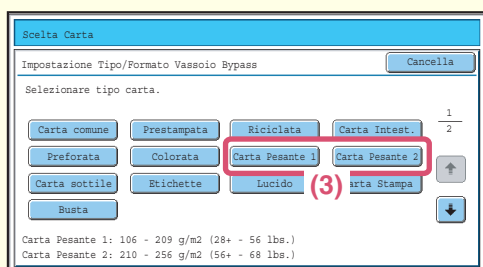 Scelta Carta
Impostazione Tipo/Formato Vassoio Bypass
Cancella
Selezionare tipo carta.
1
2
Carta comune Prestampata Riciclata Carta Intest.
Preforata Colorata Carta Pesante 1 Carta Pesante 2
Carta sottile Etichette Lucido (3) arta Stampa
Busta
Carta Pesante 1: 106 - 209 g/m2 (28+ - 56 lbs.)
Carta Pesante 2: 210 - 256 g/m2 (56+ - 68 lbs.)